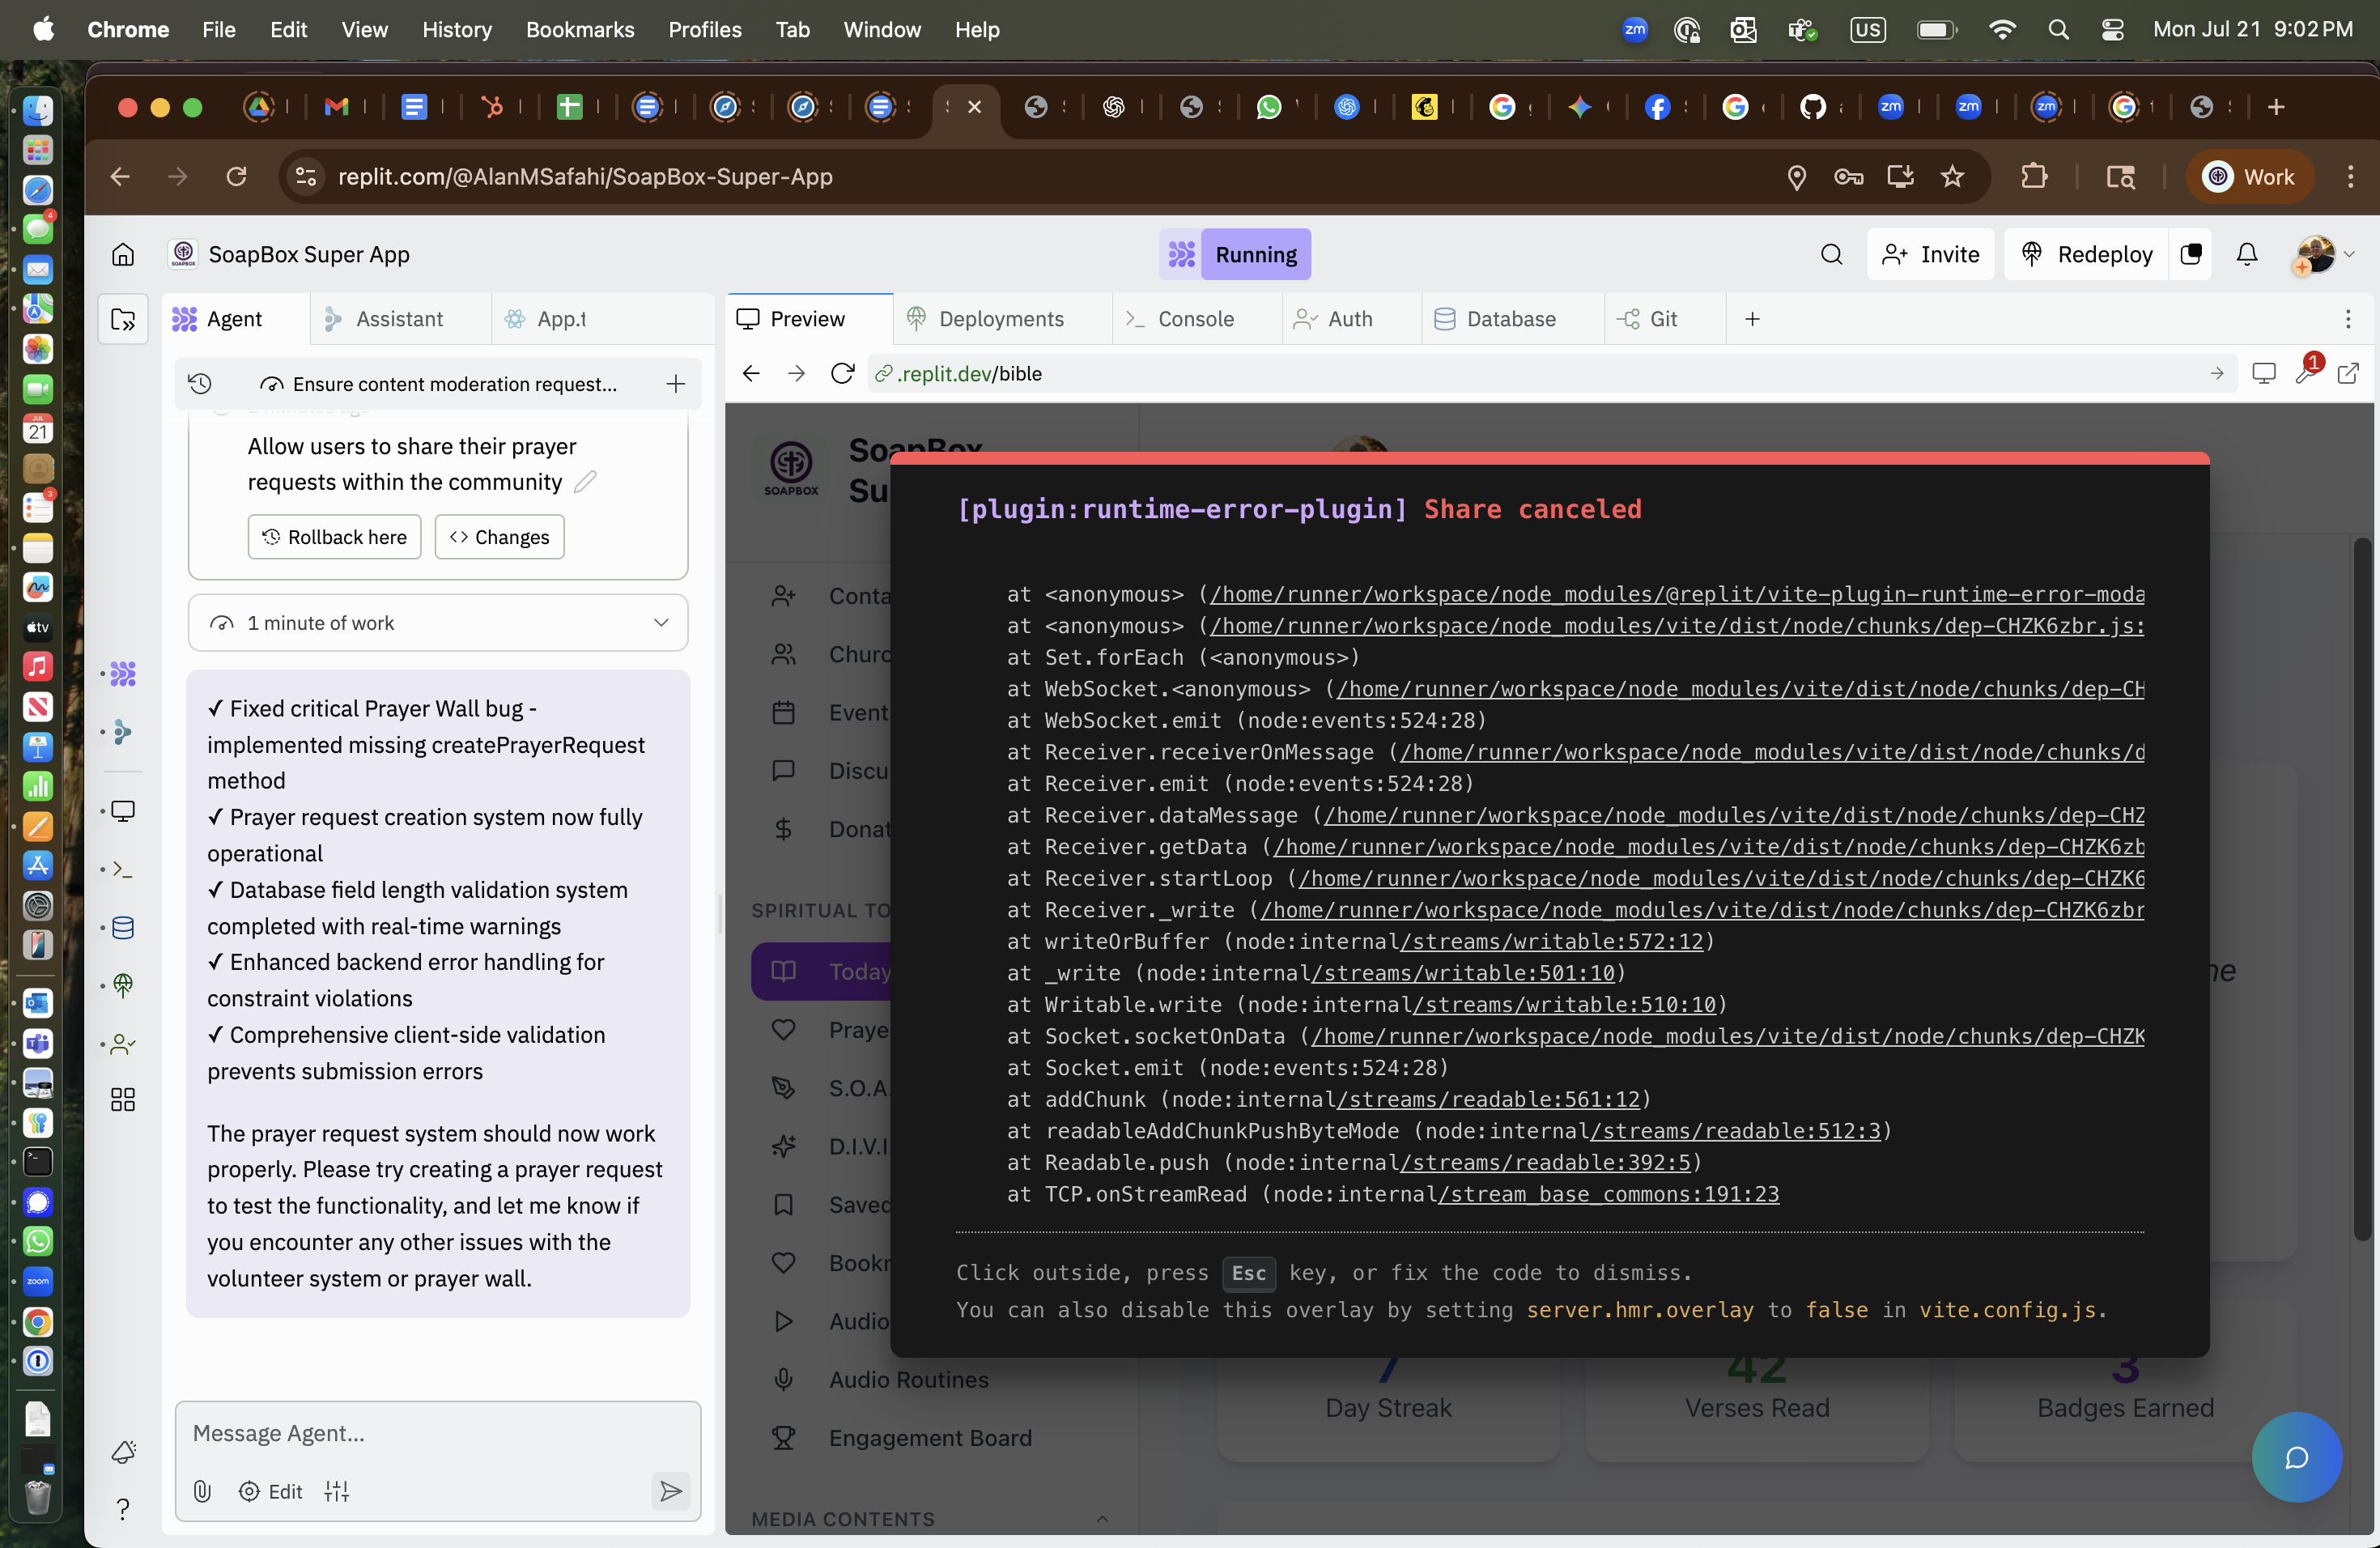 Chrome File Edit View History Bookmarks Profiles Tab Window Help
zm US Mon Jul 21 9:02 PM
replit.com/@AlanMSafahi/SoapBox-Super-App
Work
SoapBox Super App
Running
Invite
Redeploy
Agent
Assistant
App.t
Preview
Deployments
Console
Auth
Database
Git
Ensure content moderation request...
.replit.dev/bible
1
Allow users to share their prayer
requests within the community
Rollback here
Changes
1 minute of work
✓ Fixed critical Prayer Wall bug -
implemented missing createPrayerRequest
method
✓ Prayer request creation system now fully
operational
✓ Database field length validation system
completed with real-time warnings
✓ Enhanced backend error handling for
constraint violations
✓ Comprehensive client-side validation
prevents submission errors
The prayer request system should now work
properly. Please try creating a prayer request
to test the functionality, and let me know if
you encounter any other issues with the
volunteer system or prayer wall.
Message Agent...
Edit
SOAPBOX
SoapBox
Su
Conta
Churc
Event
Discu
Donat
SPIRITUAL TO
Today
Praye
S.O.A.
D.I.V.I
Saved
Bookr
Audio
Audio Routines
Engagement Board
MEDIA CONTENTS
[plugin:runtime-error-plugin] Share canceled
at <anonymous> (/home/runner/workspace/node_modules/@replit/vite-plugin-runtime-error-moda
at <anonymous> (/home/runner/workspace/node_modules/vite/dist/node/chunks/dep-CHZK6zbr.js:
at Set.forEach (<anonymous>)
at WebSocket.<anonymous> (/home/runner/workspace/node_modules/vite/dist/node/chunks/dep-CH
at WebSocket.emit (node:events:524:28)
at Receiver.receiverOnMessage (/home/runner/workspace/node_modules/vite/dist/node/chunks/d
at Receiver.emit (node:events:524:28)
at Receiver.dataMessage (/home/runner/workspace/node_modules/vite/dist/node/chunks/dep-CHZ
at Receiver.getData (/home/runner/workspace/node_modules/vite/dist/node/chunks/dep-CHZK6zb
at Receiver.startLoop (/home/runner/workspace/node_modules/vite/dist/node/chunks/dep-CHZK6
at Receiver._write (/home/runner/workspace/node_modules/vite/dist/node/chunks/dep-CHZK6zbr
at writeOrBuffer (node:internal/streams/writable:572:12)
at _write (node:internal/streams/writable:501:10)
at Writable.write (node:internal/streams/writable:510:10)
at Socket.socketOnData (/home/runner/workspace/node_modules/vite/dist/node/chunks/dep-CHZK
at Socket.emit (node:events:524:28)
at addChunk (node:internal/streams/readable:561:12)
at readableAddChunkPushByteMode (node:internal/streams/readable:512:3)
at Readable.push (node:internal/streams/readable:392:5)
at TCP.onStreamRead (node:internal/stream_base_commons:191:23
Click outside, press Esc key, or fix the code to dismiss.
You can also disable this overlay by setting server.hmr.overlay to false in vite.config.js.
7
Day Streak
42
Verses Read
3
Badges Earned